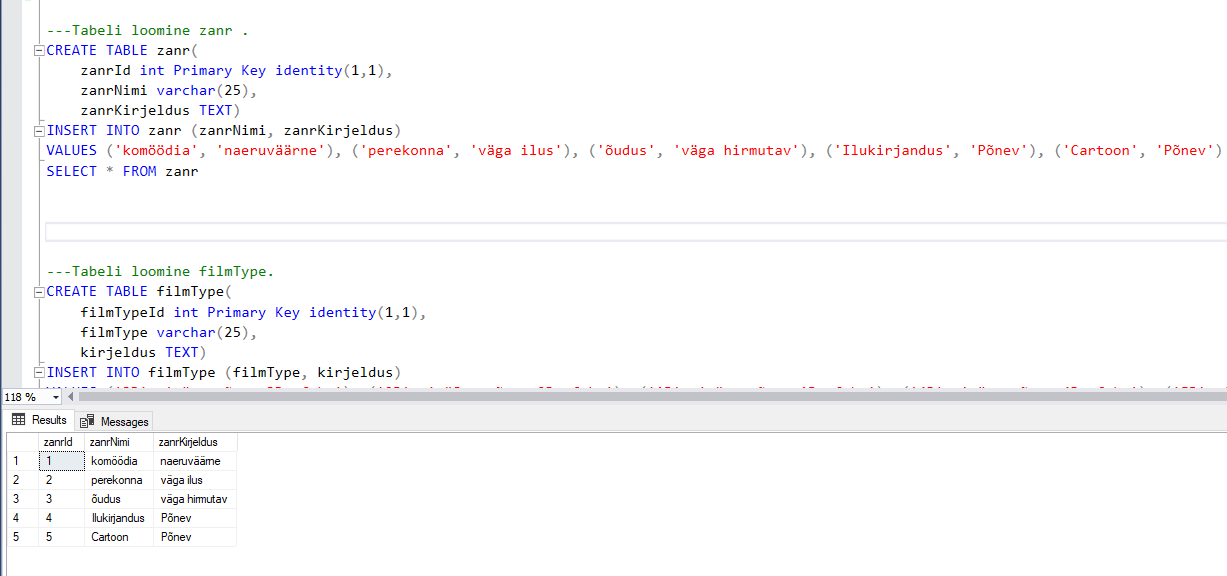 ---Tabeli loomine zanr .
CREATE TABLE zanr(
zanrId int Primary Key identity(1,1),
zanrNimi varchar(25),
zanrKirjeldus TEXT)
INSERT INTO zanr (zanrNimi, zanrKirjeldus)
VALUES ('komöödia', 'naeruväärne'), ('perekonna', 'väga ilus'), ('õudus', 'väga hirmutav'), ('Ilukirjandus', 'Põnev'), ('Cartoon', 'Põnev')
SELECT * FROM zanr
---Tabeli loomine filmType.
CREATE TABLE filmType(
filmTypeId int Primary Key identity(1,1),
filmType varchar(25),
kirjeldus TEXT)
INSERT INTO filmType (filmType, kirjeldus)
118 %
Results Messages
zanrId zanrNimi zanrKirjeldus
1 1 komöödia naeruväärne
2 2 perekonna väga ilus
3 3 õudus väga hirmutav
4 4 Ilukirjandus Põnev
5 5 Cartoon Põnev